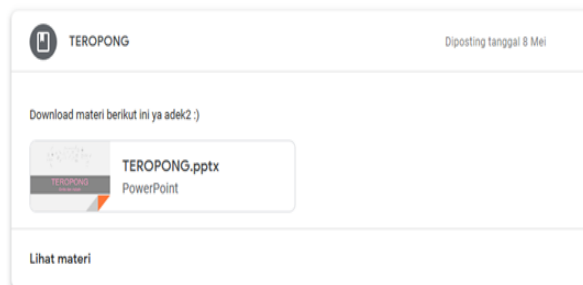 TEROPONG
Diposting tanggal 8 Mei
Download materi berikut ini ya adek2 :)
TEROPONG.pptx
TEROPONG
PowerPoint
Lihat materi